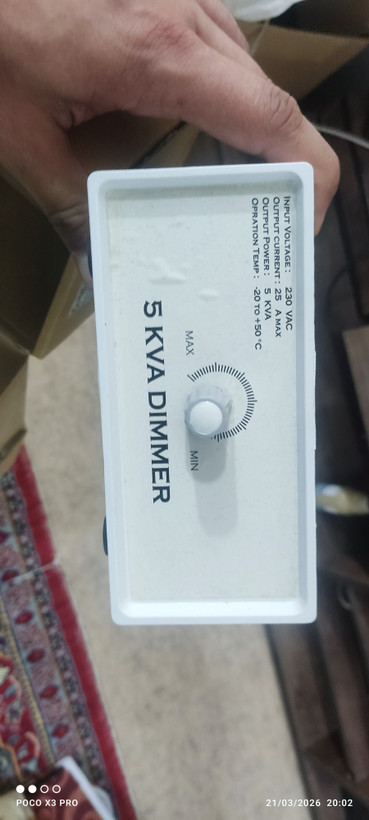 INPUT VOLTAGE : 230 VAC
OUTPUT CURRENT : 25 A MAX
OUTPUT POWER : 5 KVA
OPRATION TEMP : -20 TO +50 °C
MAX
MIN
5 KVA DIMMER
POCO X3 PRO
21/03/2026 20:02